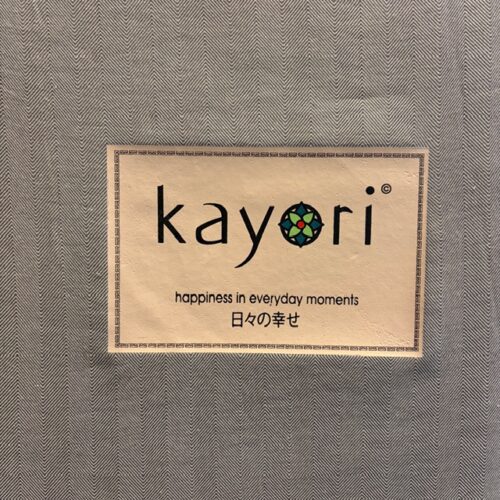 kayori©
happiness in everyday moments
日々の幸せ